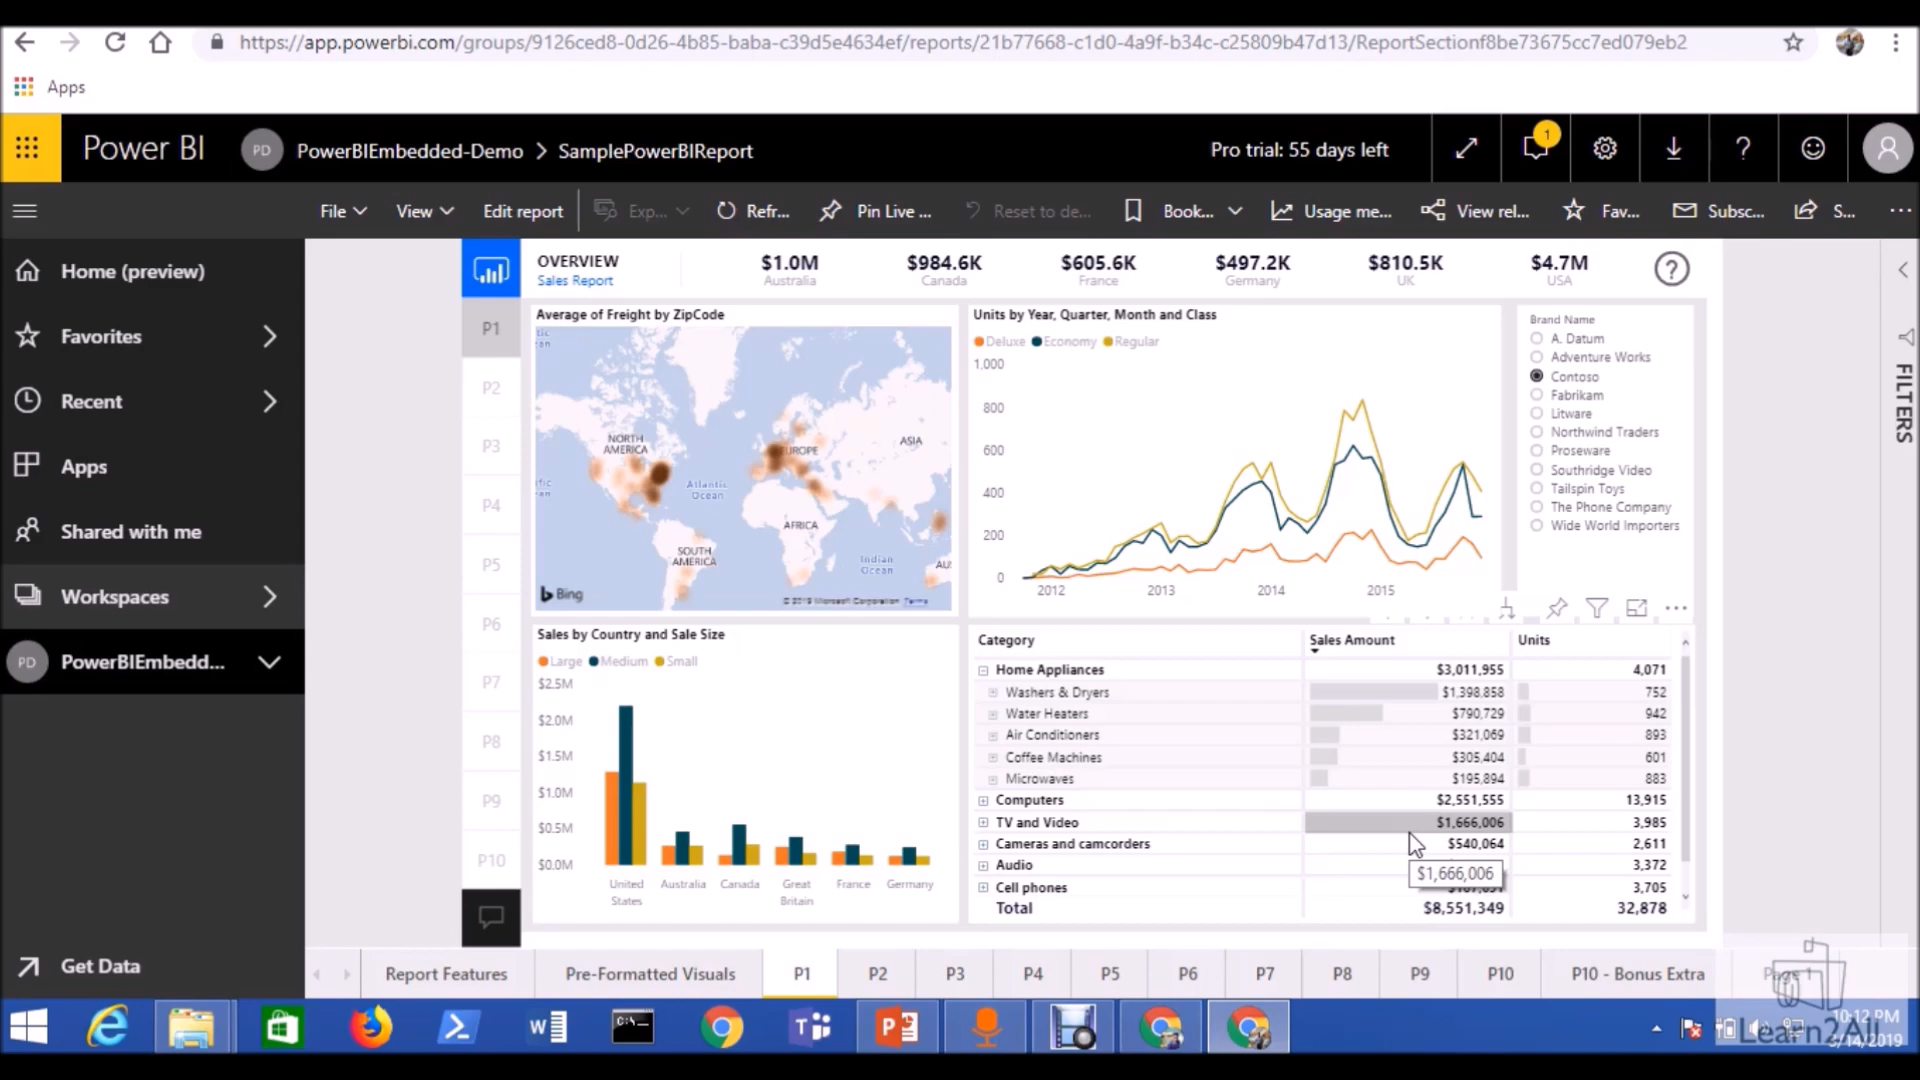 https://app.powerbi.com/groups/9126ced8-0d26-4b85-baba-c39d5e4634ef/reports/21b77668-c1d0-4a9f-b34c-c25809b47d13/ReportSectionf8be73675cc7ed079eb2
Apps
Power BI PD PowerBIEmbedded-Demo > SamplePowerBIReport Pro trial: 55 days left 1 ?
File View Edit report Exp... Refr... Pin Live ... Reset to de... Book... Usage me... View rel... Fav... Subsc... S... ...
Home (preview)
Favorites
Recent
Apps
Shared with me
Workspaces
PD PowerBIEmbedd...
Get Data
OVERVIEW
Sales Report
$1.0M
Australia
$984.6K
Canada
$605.6K
France
$497.2K
Germany
$810.5K
UK
$4.7M
USA
?
P1
P2
P3
P4
P5
P6
P7
P8
P9
P10
Average of Freight by ZipCode
NORTH
AMERICA
EUROPE
ASIA
Atlantic
Ocean
AFRICA
SOUTH
AMERICA
Indian
Ocean
AU
Bing
© 2019 Microsoft Corporation Terms
Units by Year, Quarter, Month and Class
Deluxe Economy Regular
1,000
800
600
400
200
0
2012 2013 2014 2015
Brand Name
A. Datum
Adventure Works
Contoso
Fabrikam
Litware
Northwind Traders
Proseware
Southridge Video
Tailspin Toys
The Phone Company
Wide World Importers
FILTERS
Sales by Country and Sale Size
Large Medium Small
$2.5M
$2.0M
$1.5M
$1.0M
$0.5M
$0.0M
United
States
Australia
Canada
Great
Britain
France
Germany
Category Sales Amount Units
Home Appliances $3,011,955 4,071
Washers & Dryers $1,398,858 752
Water Heaters $790,729 942
Air Conditioners $321,069 893
Coffee Machines $305,404 601
Microwaves $195,894 883
Computers $2,551,555 13,915
TV and Video $1,666,006 3,985
Cameras and camcorders $540,064 2,611
Audio 3,372
$1,666,006
Cell phones 3,705
Total $8,551,349 32,878
Report Features Pre-Formatted Visuals P1 P2 P3 P4 P5 P6 P7 P8 P9 P10 P10 - Bonus Extra Page 1
10:12 PM
Learn2All
3/14/2019